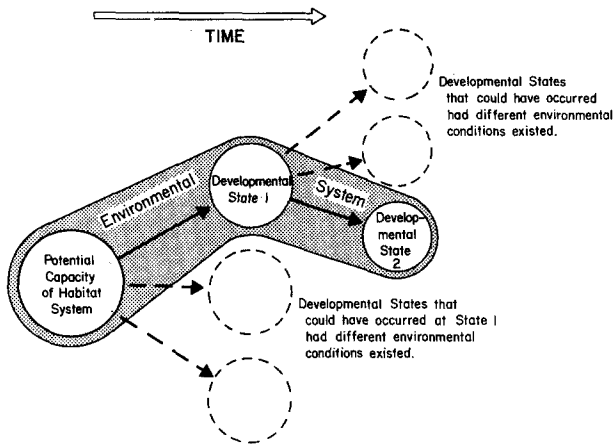 TIME
Developmental States
that could have occurred
had different environmental
conditions existed.
Environmental
Developmental
State 1
System
Develop-
mental
State
2
Potential
Capacity
of Habitat
System
Developmental States that
could have occurred at State 1
had different environmental
conditions existed.